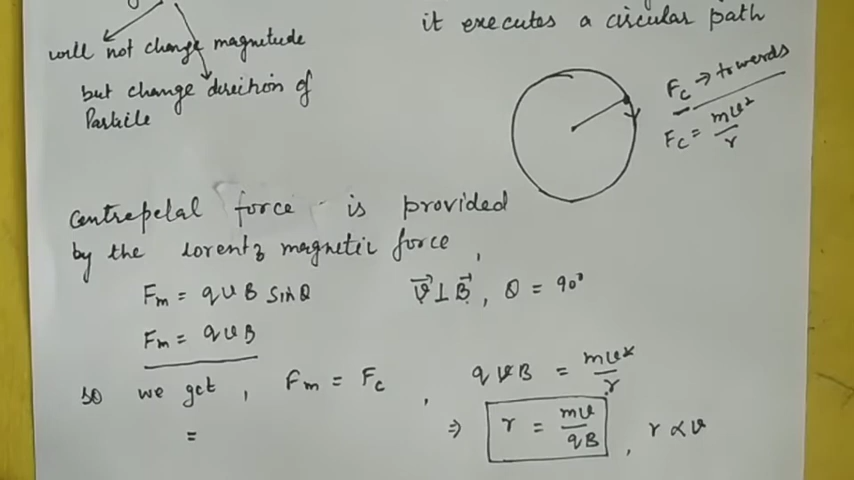 it executes a circular path
will not change magnitude
but change direction of
Particle
Fc → towards
Fc = mv²/r
centrepetal force is provided
by the lorentz magnetic force,
Fm = qvB sinθ
v⃗ ⊥ B⃗, θ = 90°
Fm = qvB
so we get, Fm = Fc, qvB = mv²/r
=
⇒ r = mv/qB, r ∝ v